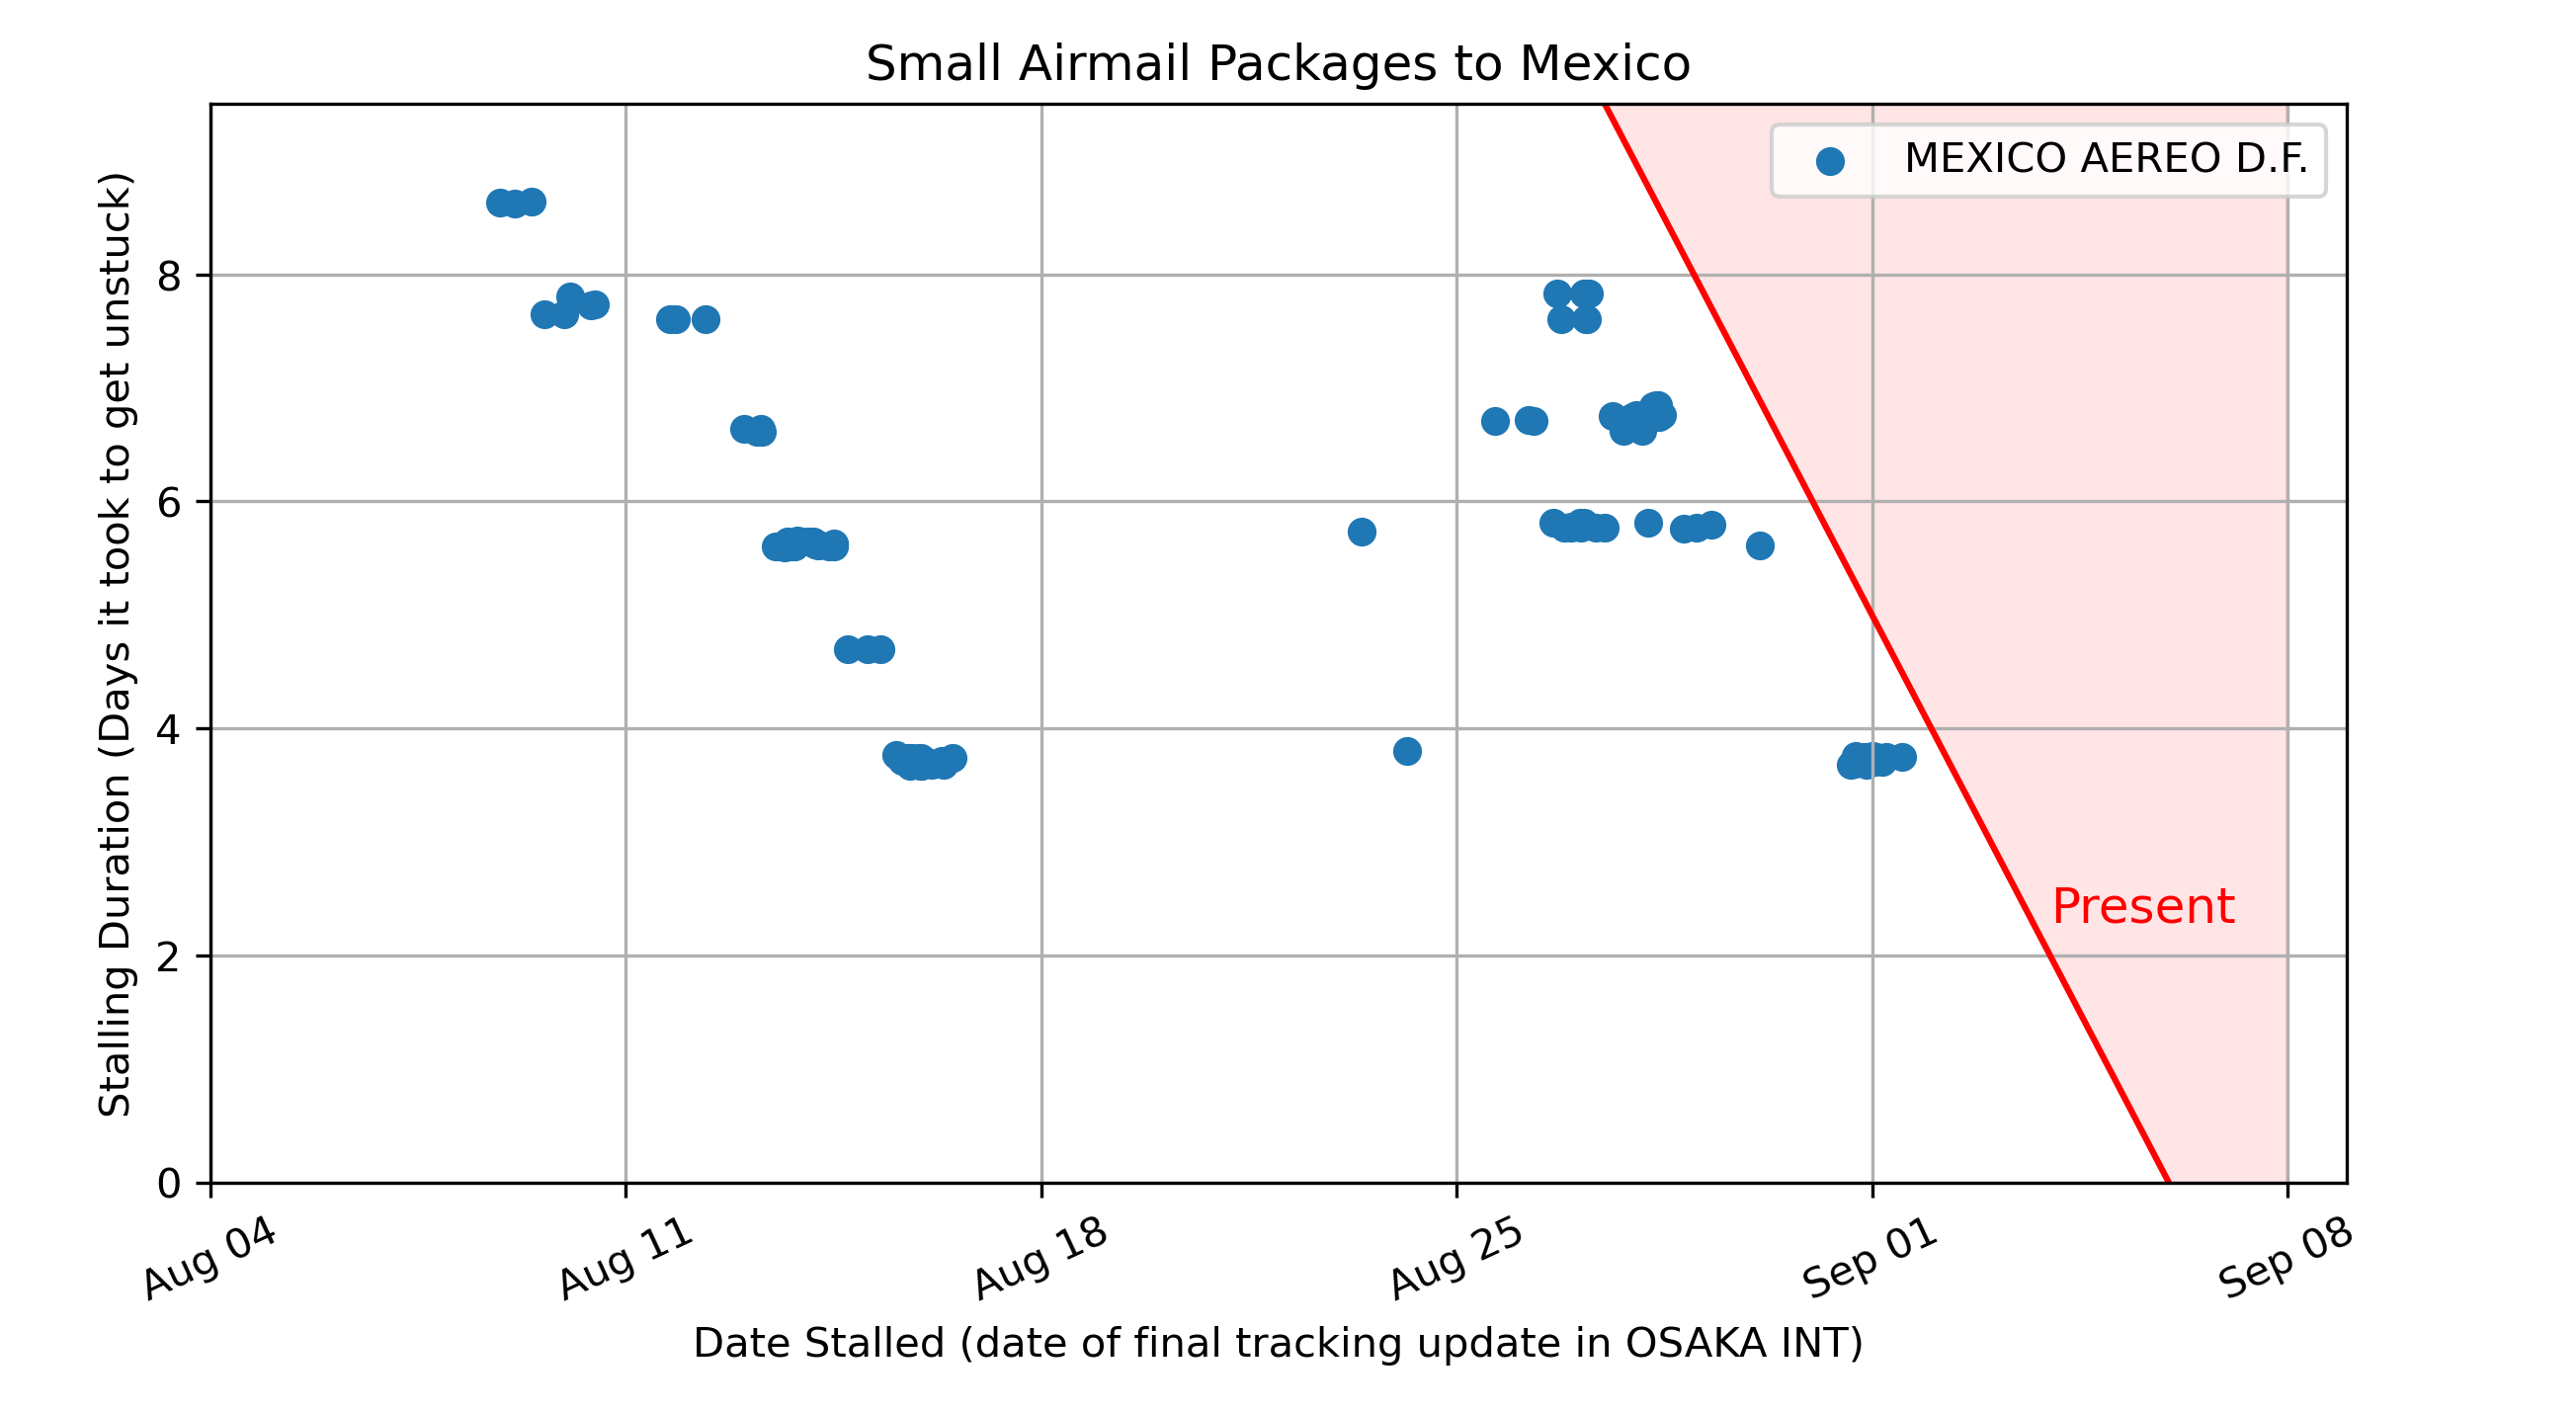 Small Airmail Packages to Mexico
MEXICO AEREO D.F.
Stalling Duration (Days it took to get unstuck)
8
6
4
2
0
Present
Aug 04
Aug 11
Aug 18
Aug 25
Sep 01
Sep 08
Date Stalled (date of final tracking update in OSAKA INT)